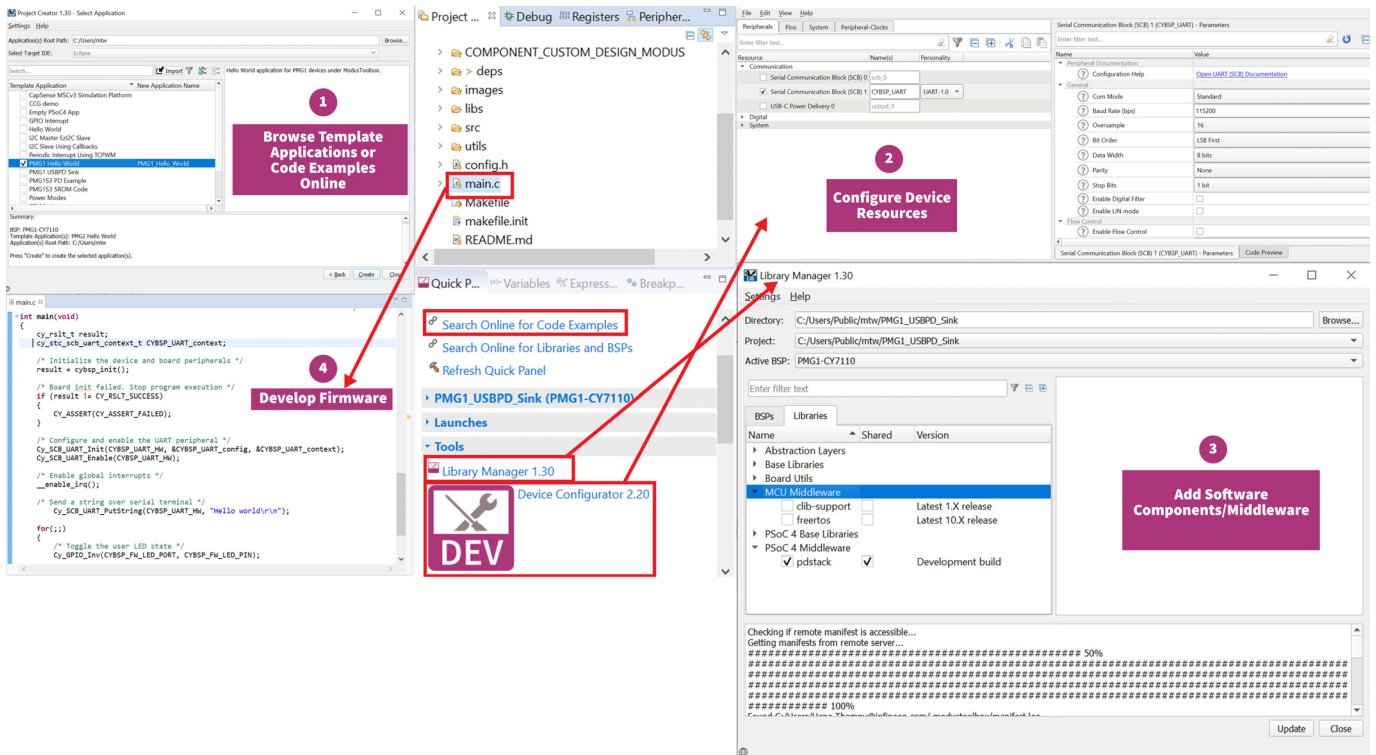 Project Creator 1.30 - Select Application
Settings Help
Application(s) Root Path: C:/Users/mtw Browse...
Select Target IDE: Eclipse
Search... Import
Template Application New Application Name
CapSense MSCv3 Simulation Platform
CCG demo
Empty PSoC4 App
GPIO Interrupt
Hello World
I2C Master EzI2C Slave
I2C Slave Using Callbacks
Periodic Interrupt Using TCPWM
PMG1 Hello World PMG1_Hello_World
PMG1 USBPD Sink
PMG1S3 PD Example
PMG1S3 SROM Code
Power Modes
Hello World application for PMG1 devices under ModusToolbox.
1
Browse Template
Applications or
Code Examples
Online
Summary:
BSP: PMG1-CY7110
Template Application(s): PMG1 Hello World
Application(s) Root Path: C:/Users/mtw
Press "Create" to create the selected application(s).
< Back Create Close
main.c
int main(void)
{
cy_rslt_t result;
cy_stc_scb_uart_context_t CYBSP_UART_context;
/* Initialize the device and board peripherals */
result = cybsp_init();
/* Board init failed. Stop program execution */
if (result != CY_RSLT_SUCCESS)
{
CY_ASSERT(CY_ASSERT_FAILED);
}
/* Configure and enable the UART peripheral */
Cy_SCB_UART_Init(CYBSP_UART_HW, &CYBSP_UART_config, &CYBSP_UART_context);
Cy_SCB_UART_Enable(CYBSP_UART_HW);
/* Enable global interrupts */
__enable_irq();
/* Send a string over serial terminal */
Cy_SCB_UART_PutString(CYBSP_UART_HW, "Hello world\r\n");
for(;;)
{
/* Toggle the user LED state */
Cy_GPIO_Inv(CYBSP_FW_LED_PORT, CYBSP_FW_LED_PIN);
4
Develop Firmware
Project ... Debug Registers Peripher...
COMPONENT_CUSTOM_DESIGN_MODUS
> deps
images
libs
src
utils
config.h
main.c
Makefile
makefile.init
README.md
Quick P... Variables Express... Breakp...
Search Online for Code Examples
Search Online for Libraries and BSPs
Refresh Quick Panel
PMG1_USBPD_Sink (PMG1-CY7110)
Launches
Tools
Library Manager 1.30
Device Configurator 2.20
DEV
File Edit View Help
Peripherals Pins System Peripheral-Clocks
Enter filter text...
Resource Name(s) Personality
Communication
Serial Communication Block (SCB) 0 scb_0
Serial Communication Block (SCB) 1 CYBSP_UART UART-1.0
USB-C Power Delivery 0 usbpd_0
Digital
System
2
Configure Device
Resources
Serial Communication Block (SCB) 1 (CYBSP_UART) - Parameters
Enter filter text...
Name Value
Peripheral Documentation
Configuration Help Open UART (SCB) Documentation
General
Com Mode Standard
Baud Rate (bps) 115200
Oversample 16
Bit Order LSB First
Data Width 8 bits
Parity None
Stop Bits 1 bit
Enable Digital Filter
Enable LIN mode
Flow Control
Enable Flow Control
Serial Communication Block (SCB) 1 (CYBSP_UART) - Parameters Code Preview
Library Manager 1.30
Settings Help
Directory: C:/Users/Public/mtw/PMG1_USBPD_Sink Browse...
Project: C:/Users/Public/mtw/PMG1_USBPD_Sink
Active BSP: PMG1-CY7110
Enter filter text
BSPs Libraries
Name Shared Version
Abstraction Layers
Base Libraries
Board Utils
MCU Middleware
clib-support Latest 1.X release
freertos Latest 10.X release
PSoC 4 Base Libraries
PSoC 4 Middleware
pdstack Development build
3
Add Software
Components/Middleware
Checking if remote manifest is accessible...
Getting manifests from remote server...
######################################## 50%
################################################################################
################################################################################
################################################################################
############ 100%
Update Close